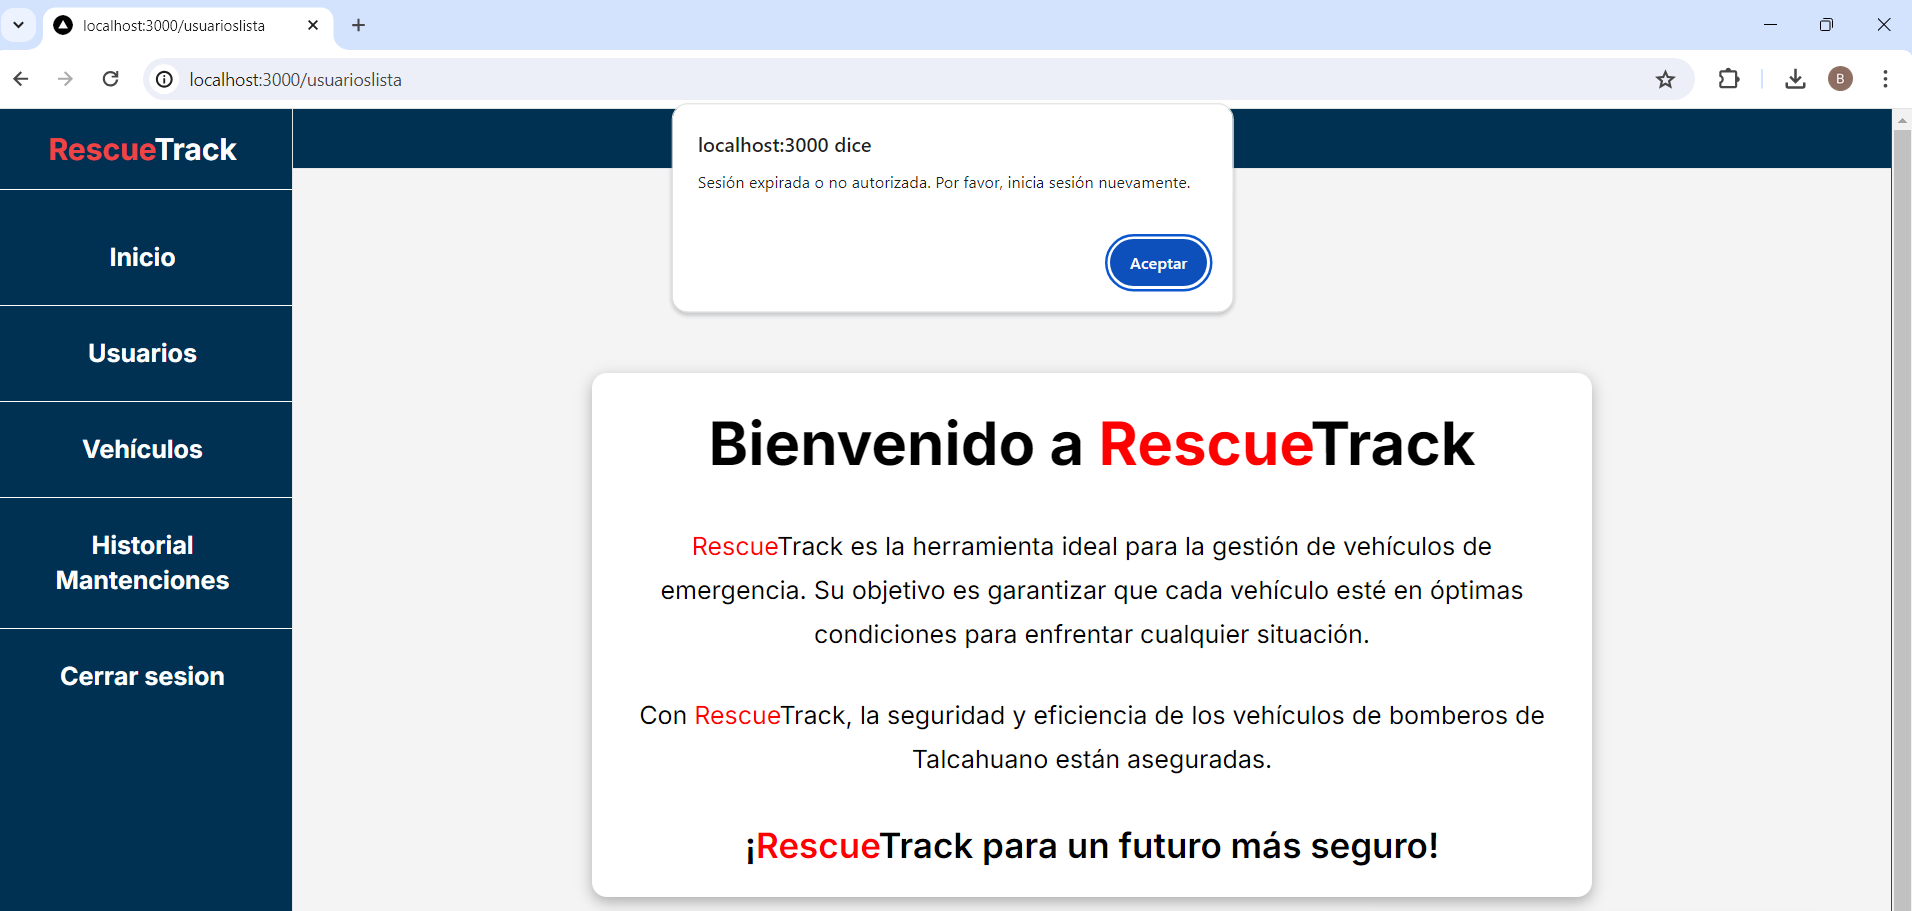 localhost:3000/usuarioslista
localhost:3000/usuarioslista
B
RescueTrack
Inicio
Usuarios
Vehículos
Historial
Mantenciones
Cerrar sesion
localhost:3000 dice
Sesión expirada o no autorizada. Por favor, inicia sesión nuevamente.
Aceptar
Bienvenido a RescueTrack
RescueTrack es la herramienta ideal para la gestión de vehículos de
emergencia. Su objetivo es garantizar que cada vehículo esté en óptimas
condiciones para enfrentar cualquier situación.
Con RescueTrack, la seguridad y eficiencia de los vehículos de bomberos de
Talcahuano están aseguradas.
¡RescueTrack para un futuro más seguro!